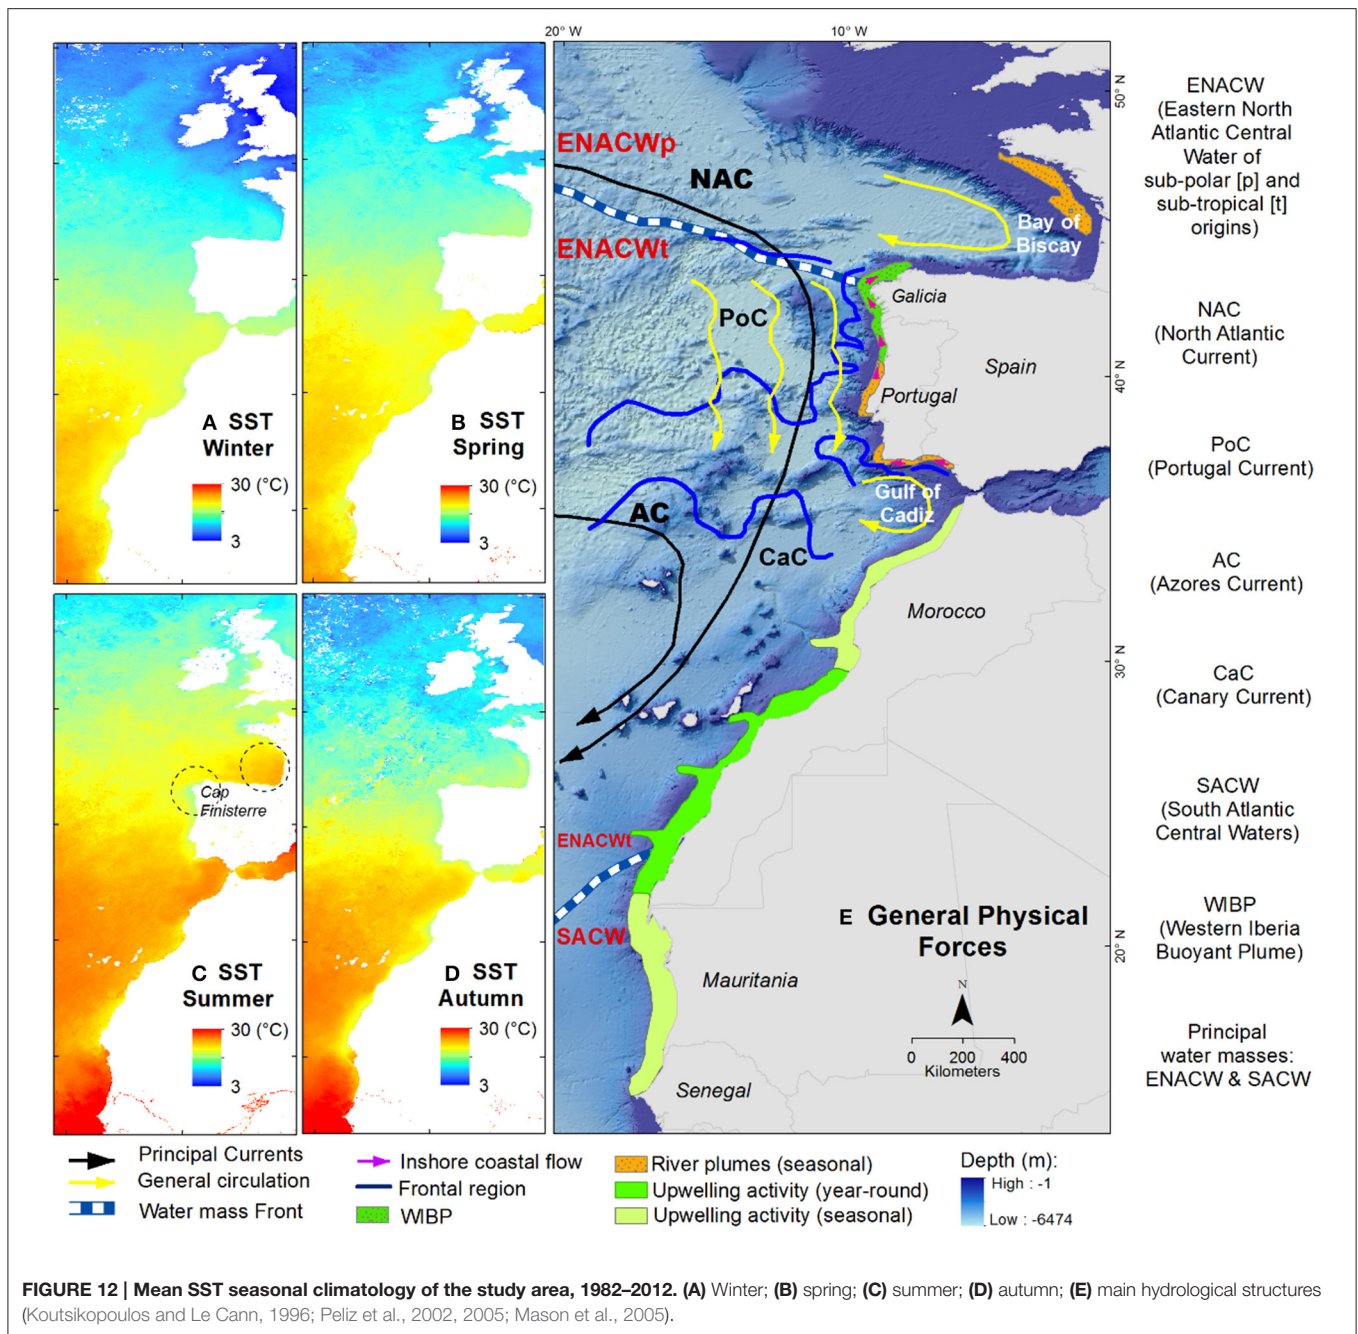 20° W
10° W
50° N
40° N
30° N
20° N
A SST
Winter
30 (°C)
3
B SST
Spring
30 (°C)
3
Cap
Finisterre
C SST
Summer
30 (°C)
3
D SST
Autumn
30 (°C)
3
ENACWp
NAC
ENACWt
Bay of
Biscay
Galicia
PoC
Spain
Portugal
Gulf of
Cadiz
AC
CaC
Morocco
ENACWt
SACW
E General Physical
Forces
Mauritania
N
0 200 400
Kilometers
Senegal
ENACW
(Eastern North
Atlantic Central
Water of
sub-polar [p] and
sub-tropical [t]
origins)
NAC
(North Atlantic
Current)
PoC
(Portugal Current)
AC
(Azores Current)
CaC
(Canary Current)
SACW
(South Atlantic
Central Waters)
WIBP
(Western Iberia
Buoyant Plume)
Principal
water masses:
ENACW & SACW
Principal Currents
General circulation
Water mass Front
Inshore coastal flow
Frontal region
WIBP
River plumes (seasonal)
Upwelling activity (year-round)
Upwelling activity (seasonal)
Depth (m):
High : -1
Low : -6474
FIGURE 12 | Mean SST seasonal climatology of the study area, 1982–2012. (A) Winter; (B) spring; (C) summer; (D) autumn; (E) main hydrological structures
(Koutsikopoulos and Le Cann, 1996; Peliz et al., 2002, 2005; Mason et al., 2005).